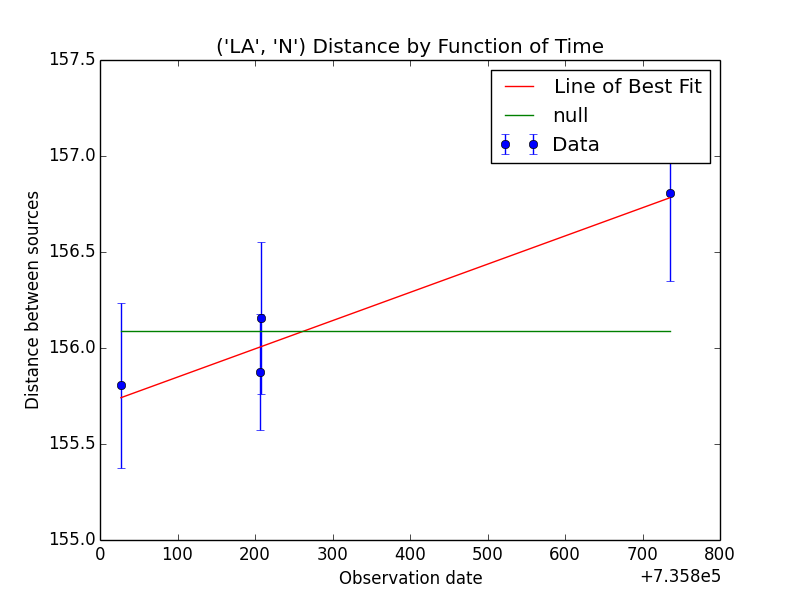 ('LA', 'N') Distance by Function of Time
157.5
157.0
156.5
156.0
155.5
155.0
Distance between sources
Line of Best Fit
null
Data
0 100 200 300 400 500 600 700 800
+7.358e5
Observation date